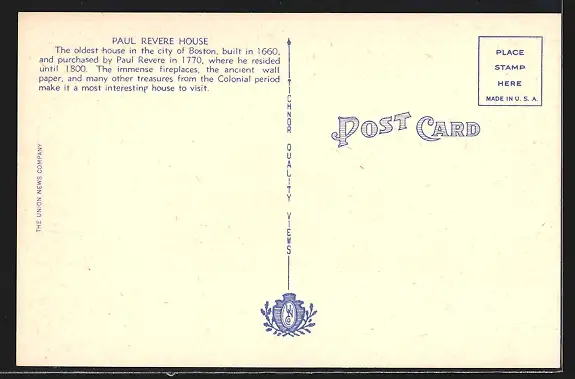 PAUL REVERE HOUSE
The oldest house in the city of Boston, built in 1660,
and purchased by Paul Revere in 1770, where he resided
until 1800. The immense fireplaces, the ancient wall
paper, and many other treasures from the Colonial period
make it a most interesting house to visit.
THE UNION NEWS COMPANY
TICHNOR QUALITY VIEWS
POST CARD
PLACE
STAMP
HERE
MADE IN U. S. A.